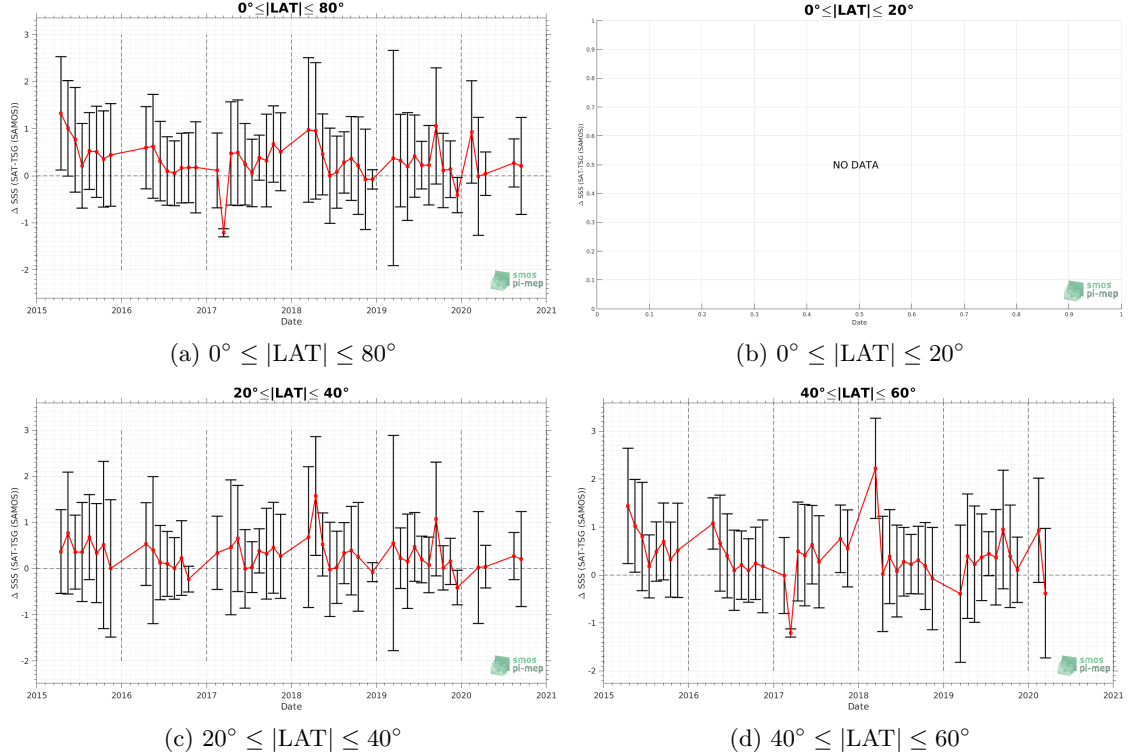 0°≤|LAT|≤ 80°
Δ SSS (SAT-TSG (SAMOS))
3
2
1
0
-1
-2
2015 2016 2017 2018 2019 2020 2021
Date
smos
pi-mep
(a) 0° ≤ |LAT| ≤ 80°
0°≤|LAT|≤ 20°
Δ SSS (SAT-TSG (SAMOS))
1
0.9
0.8
0.7
0.6
0.5
0.4
0.3
0.2
0.1
0
NO DATA
0 0.1 0.2 0.3 0.4 0.5 0.6 0.7 0.8 0.9 1
Date
smos
pi-mep
(b) 0° ≤ |LAT| ≤ 20°
20°≤|LAT|≤ 40°
Δ SSS (SAT-TSG (SAMOS))
3
2
1
0
-1
-2
2015 2016 2017 2018 2019 2020 2021
Date
smos
pi-mep
(c) 20° ≤ |LAT| ≤ 40°
40°≤|LAT|≤ 60°
Δ SSS (SAT-TSG (SAMOS))
3
2
1
0
-1
-2
2015 2016 2017 2018 2019 2020 2021
Date
smos
pi-mep
(d) 40° ≤ |LAT| ≤ 60°